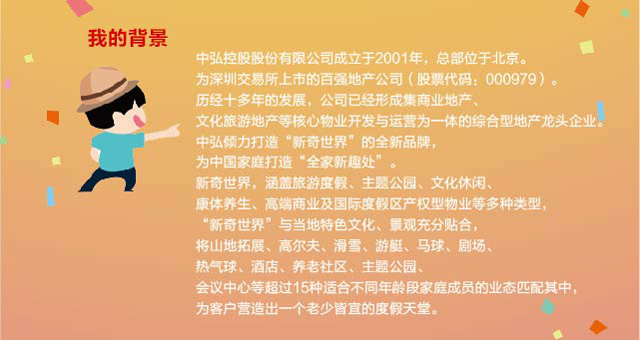 我的背景
中弘控股股份有限公司成立于2001年，总部位于北京。
为深圳交易所上市的百强地产公司（股票代码：000979）。
历经十多年的发展，公司已经形成集商业地产、
文化旅游地产等核心物业开发与运营为一体的综合型地产龙头企业。
中弘倾力打造“新奇世界”的全新品牌，
为中国家庭打造“全家新趣处”。
新奇世界，涵盖旅游度假、主题公园、文化休闲、
康体养生、高端商业及国际度假区产权型物业等多种类型，
“新奇世界”与当地特色文化、景观充分贴合，
将山地拓展、高尔夫、滑雪、游艇、马球、剧场、
热气球、酒店、养老社区、主题公园、
会议中心等超过15种适合不同年龄段家庭成员的业态匹配其中，
为客户营造出一个老少皆宜的度假天堂。